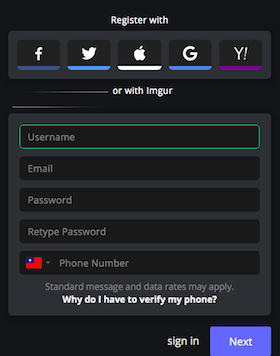 Register with
f G Y!
or with Imgur
Username
Email
Password
Retype Password
Phone Number
Standard message and data rates may apply.
Why do I have to verify my phone?
sign in Next